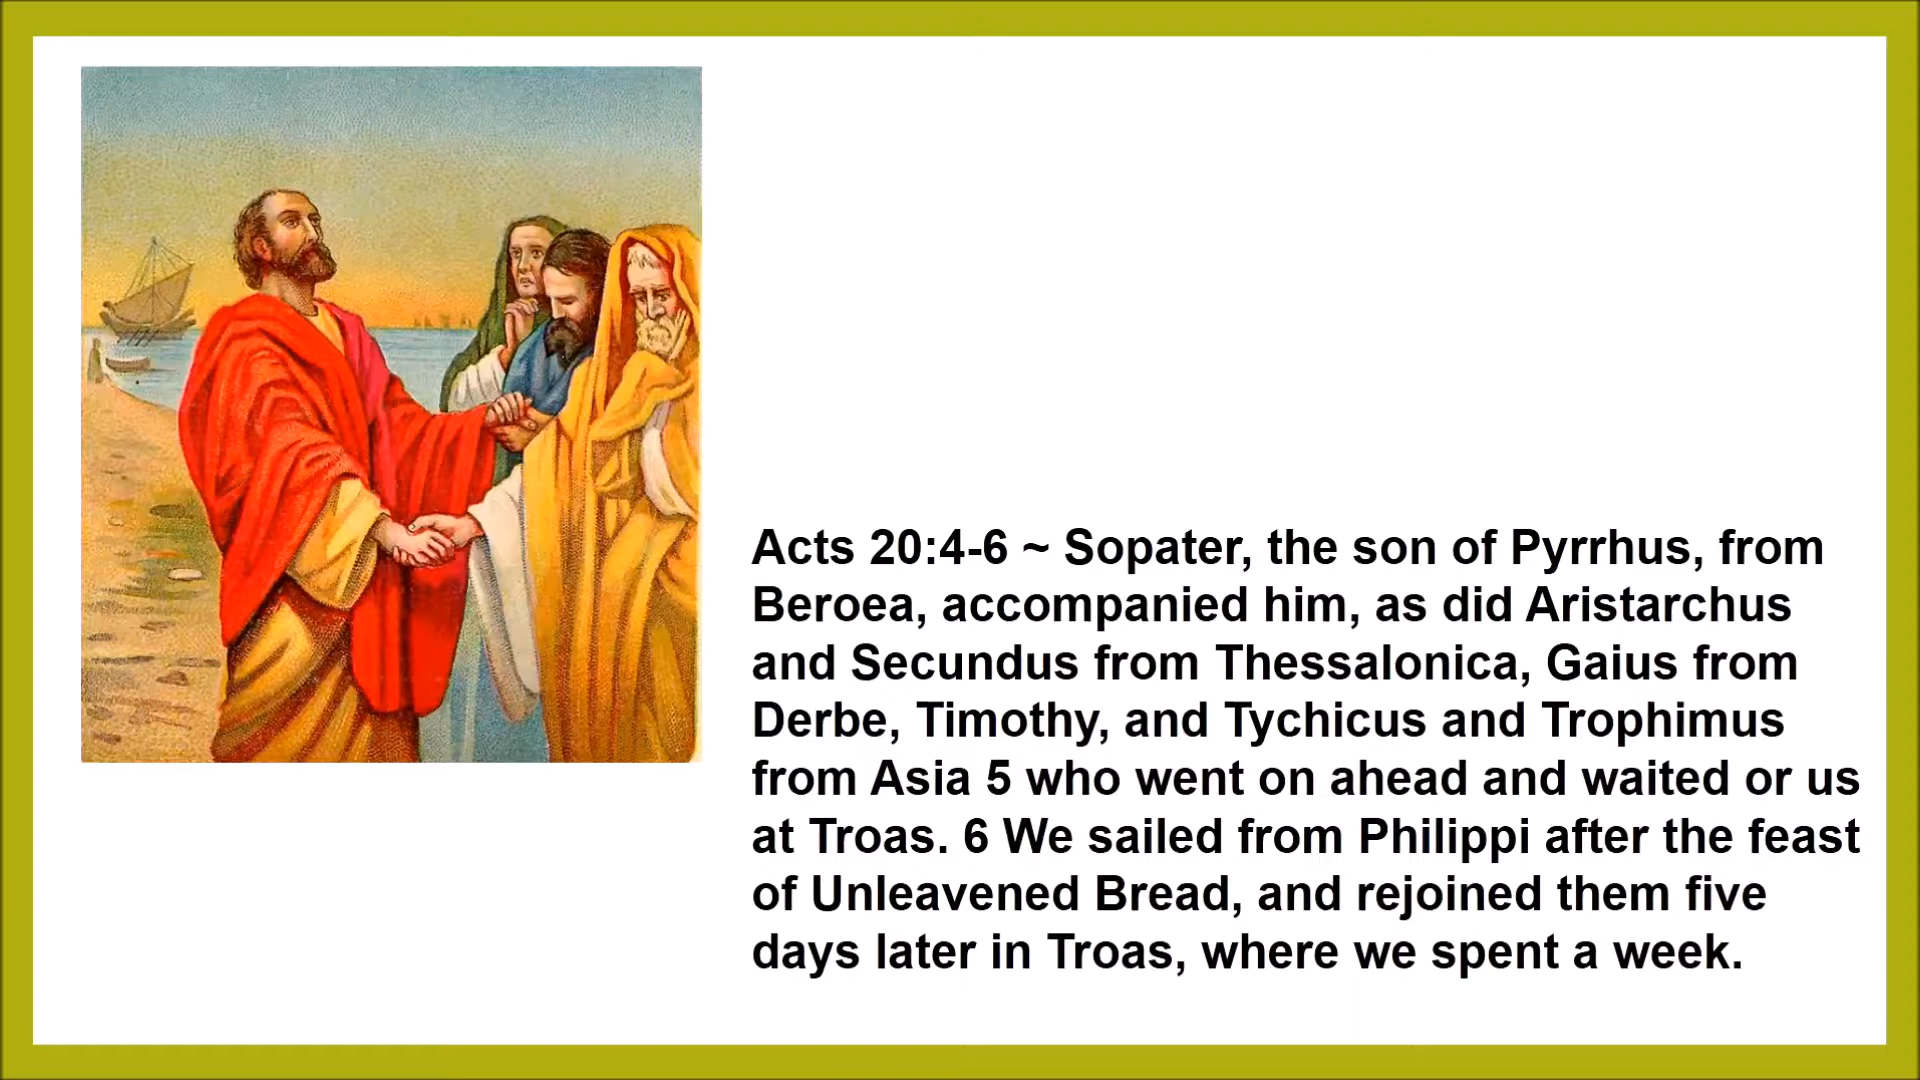 Acts 20:4-6 ~ Sopater, the son of Pyrrhus, from
Beroea, accompanied him, as did Aristarchus
and Secundus from Thessalonica, Gaius from
Derbe, Timothy, and Tychicus and Trophimus
from Asia 5 who went on ahead and waited or us
at Troas. 6 We sailed from Philippi after the feast
of Unleavened Bread, and rejoined them five
days later in Troas, where we spent a week.